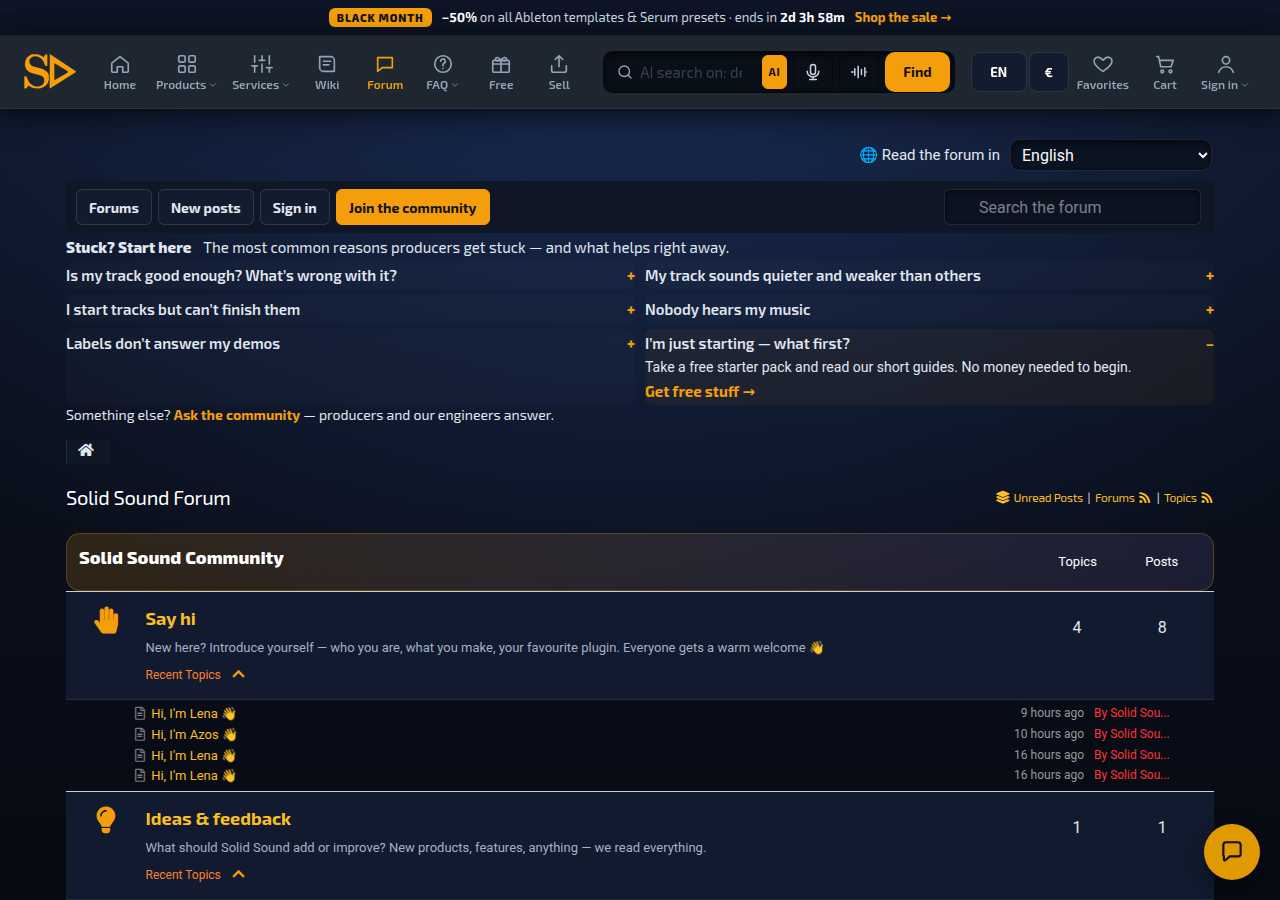 BLACK MONTH −50% on all Ableton templates & Serum presets · ends in 2d 3h 58m Shop the sale →
Home Products Services Wiki Forum FAQ Free Sell
AI search on: dr AI Find
EN € Favorites Cart Sign in
🌐 Read the forum in English
Forums New posts Sign in Join the community Search the forum
Stuck? Start here The most common reasons producers get stuck — and what helps right away.
Is my track good enough? What's wrong with it? +
My track sounds quieter and weaker than others +
I start tracks but can't finish them +
Nobody hears my music +
Labels don't answer my demos +
I'm just starting — what first? –
Take a free starter pack and read our short guides. No money needed to begin.
Get free stuff →
Something else? Ask the community — producers and our engineers answer.
Solid Sound Forum Unread Posts | Forums | Topics
Solid Sound Community Topics Posts
Say hi 4 8
New here? Introduce yourself — who you are, what you make, your favourite plugin. Everyone gets a warm welcome 👋
Recent Topics
Hi, I'm Lena 👋 9 hours ago By Solid Sou...
Hi, I'm Azos 👋 10 hours ago By Solid Sou...
Hi, I'm Lena 👋 16 hours ago By Solid Sou...
Hi, I'm Lena 👋 16 hours ago By Solid Sou...
Ideas & feedback 1 1
What should Solid Sound add or improve? New products, features, anything — we read everything.
Recent Topics